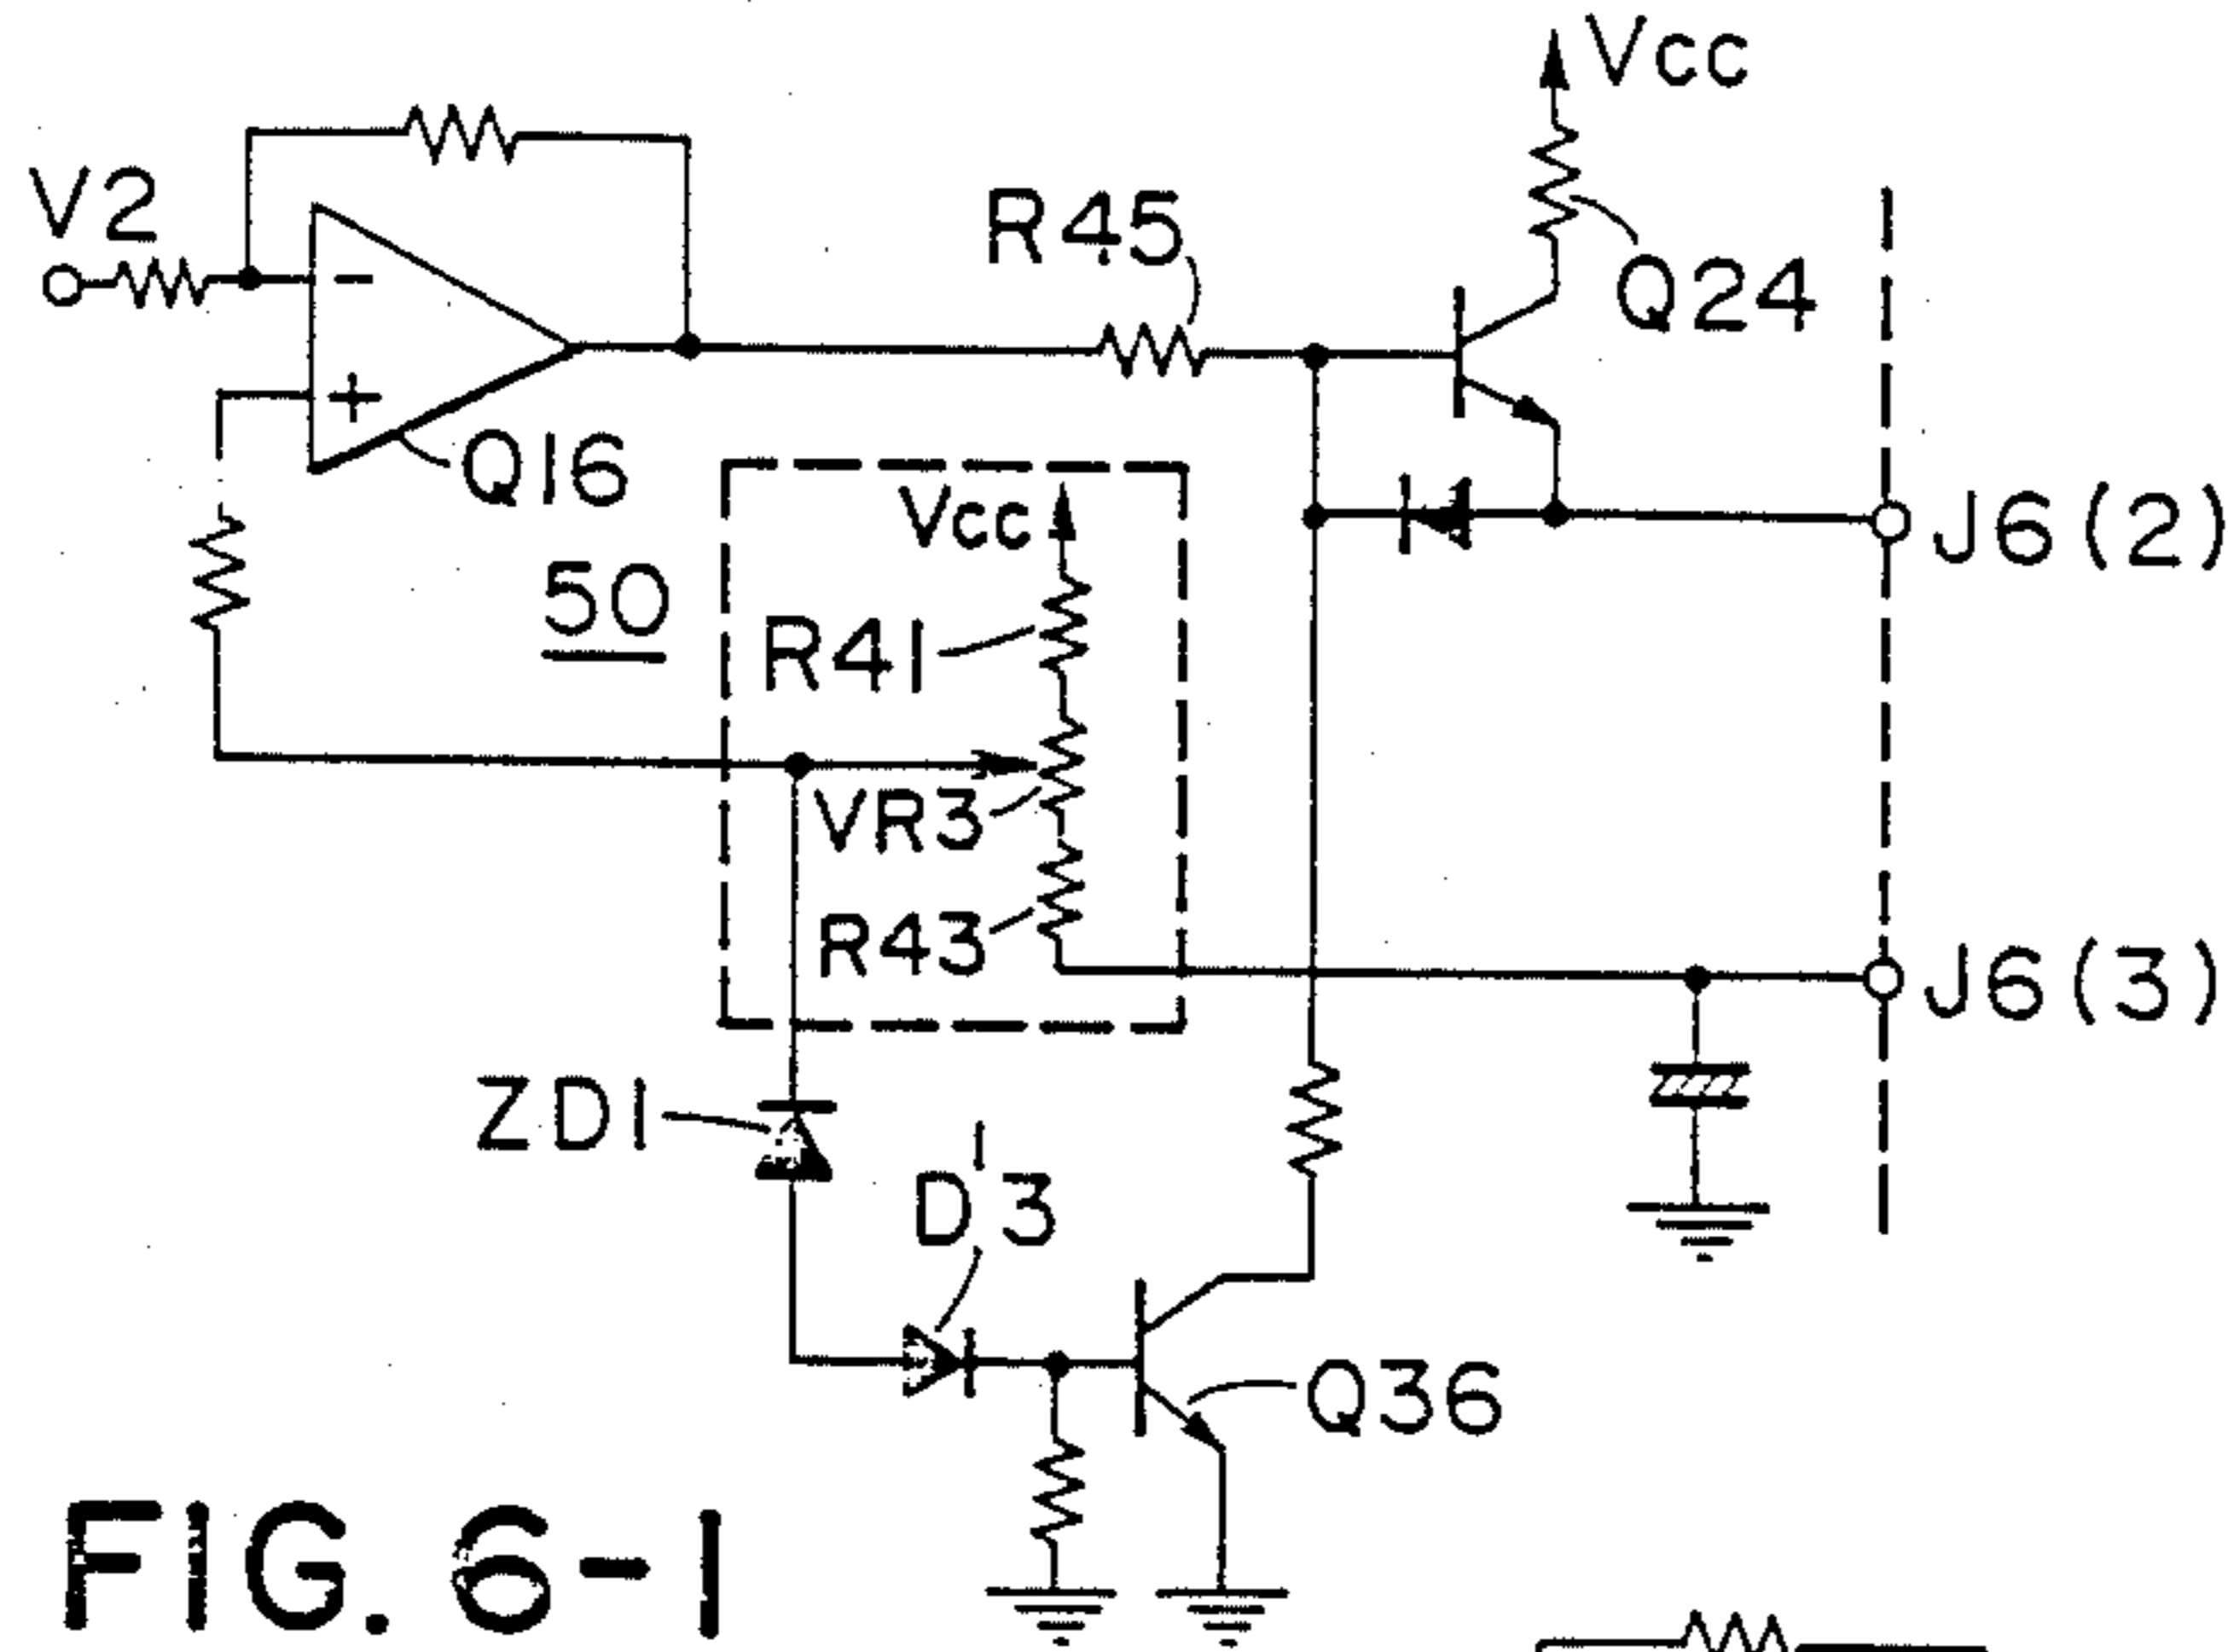 Vcc
V2
R45
Q24
-
+
Q16
Vcc
J6(2)
50
R41
VR3
R43
J6(3)
ZD1
D'3
Q36
FIG.6-1